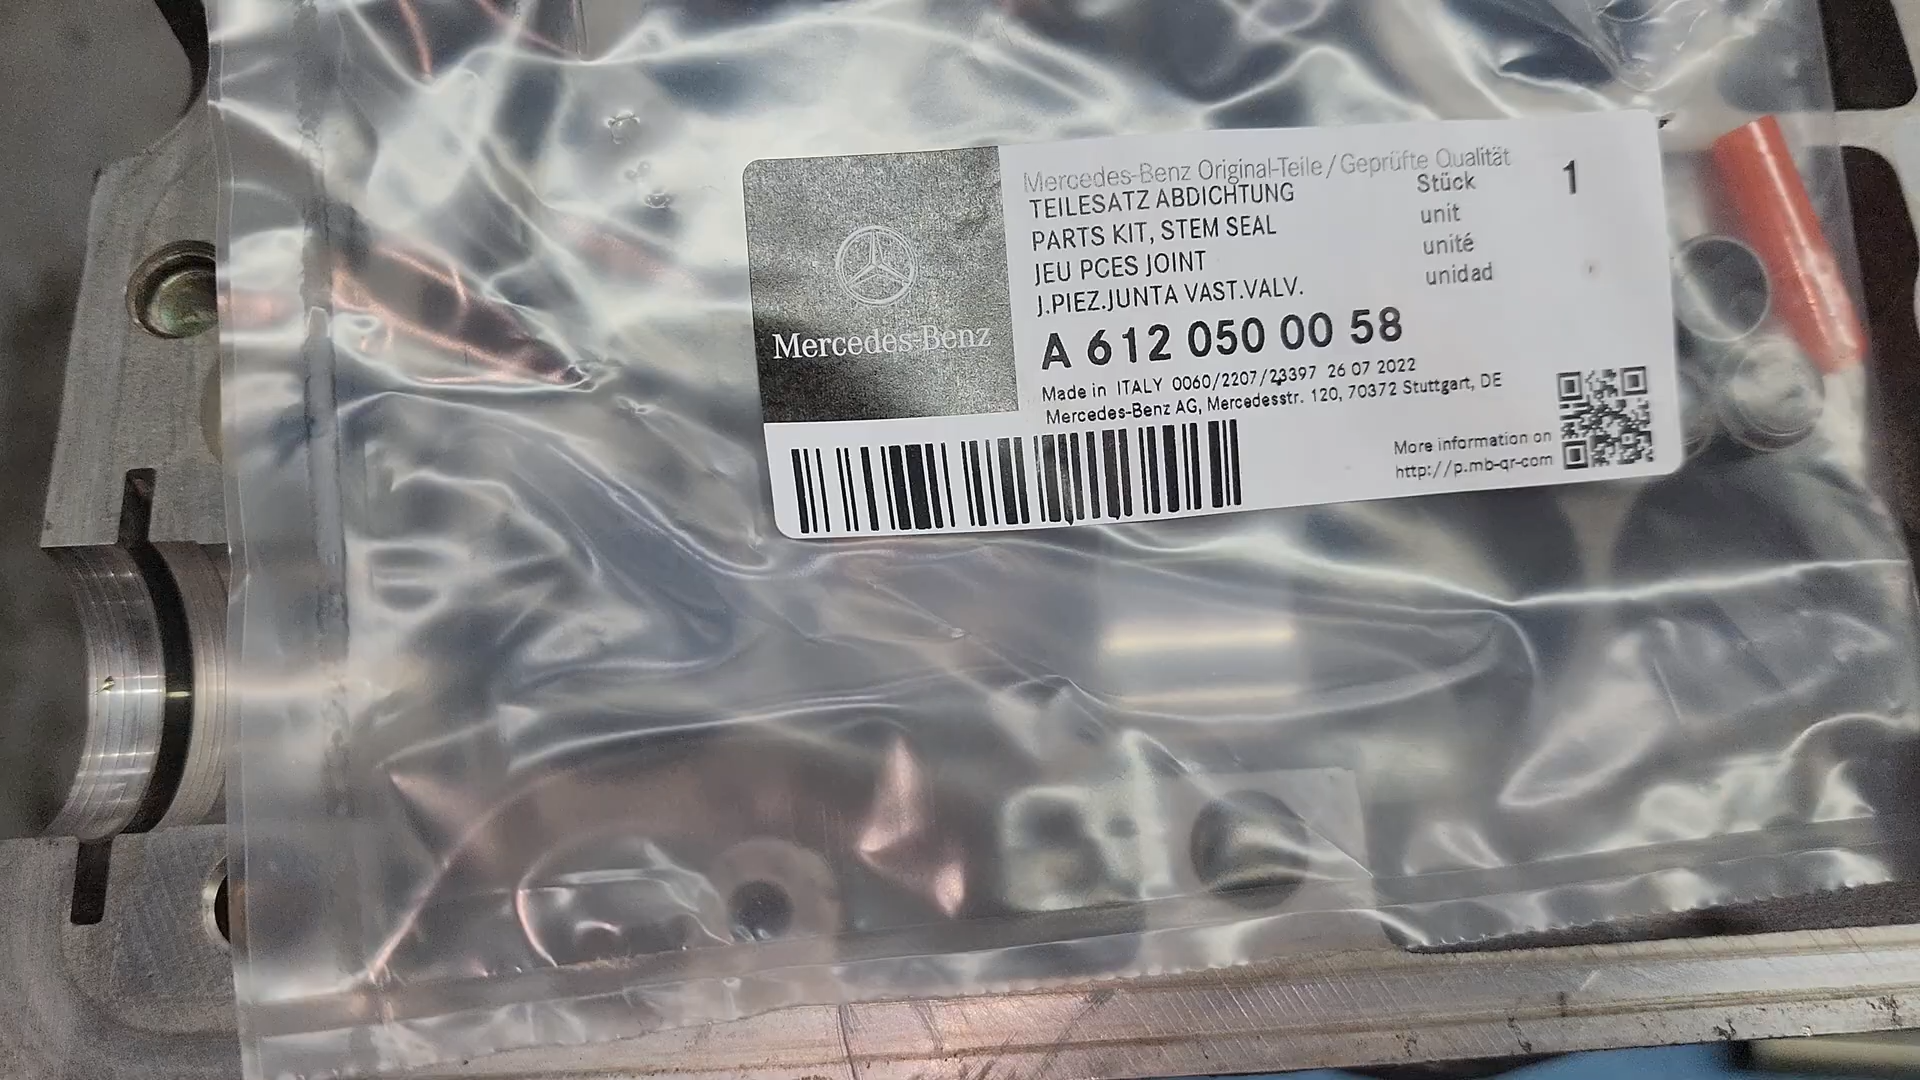 Mercedes-Benz
Mercedes-Benz Original-Teile/Geprüfte Qualität
TEILESATZ ABDICHTUNG
PARTS KIT, STEM SEAL
JEU PCES JOINT
J.PIEZ.JUNTA VAST.VALV.
Stück 1
unit
unité
unidad
A 612 050 00 58
Made in ITALY 0060/2207/23397 26 07 2022
Mercedes-Benz AG, Mercedesstr. 120, 70372 Stuttgart, DE
More information on
http://p.mb-qr-com